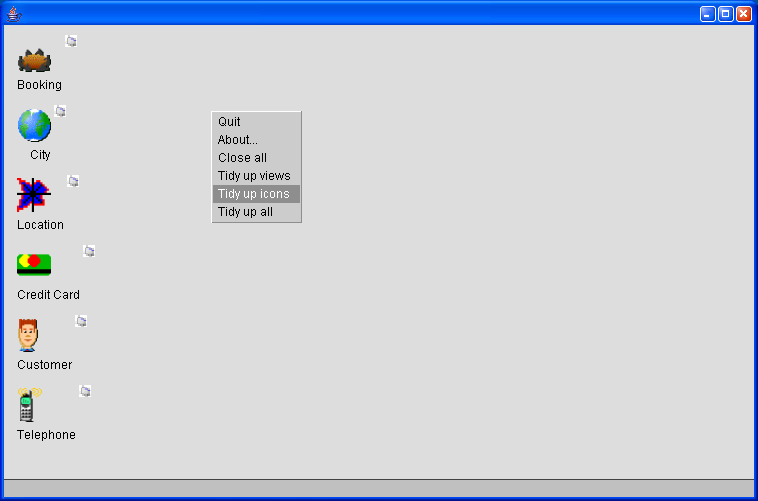 Booking
City
Location
Credit Card
Customer
Telephone
Quit
About...
Close all
Tidy up views
Tidy up icons
Tidy up all